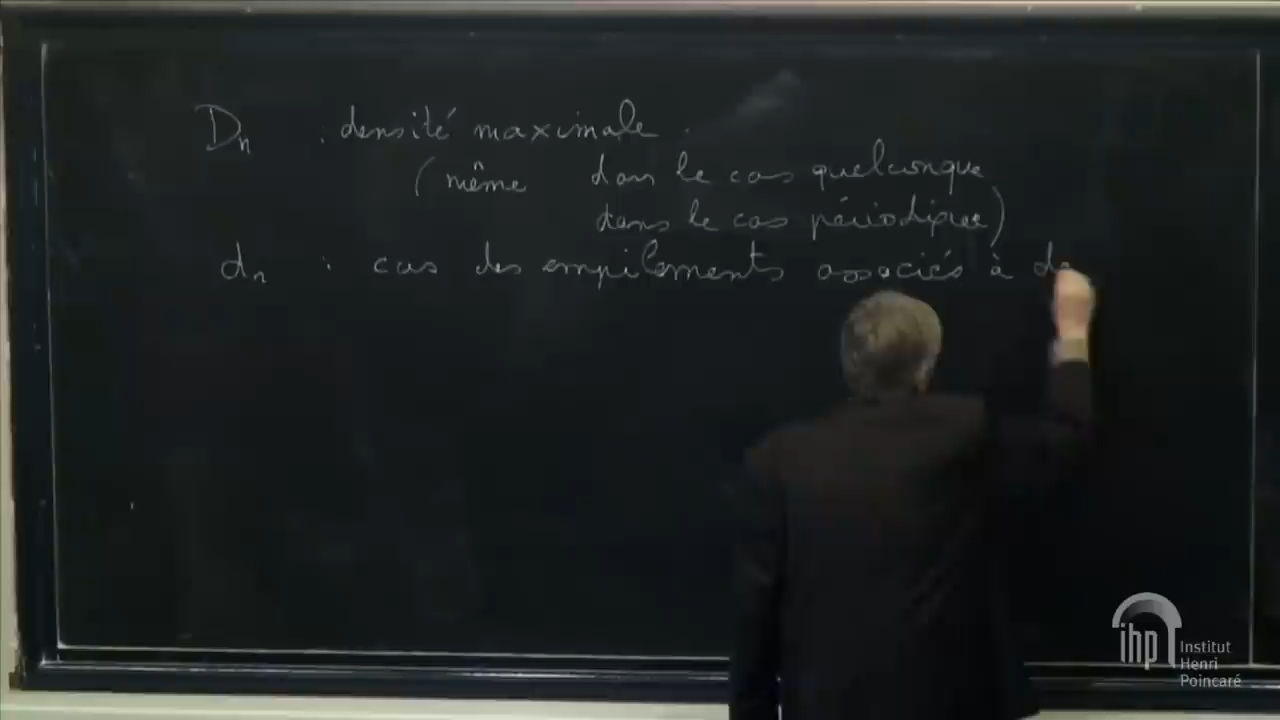 Dn : densité maximale.
(même dans le cas quelconque
dans le cas périodique)
dn : cas des empilements associés à de
ihp Institut
Henri
Poincaré